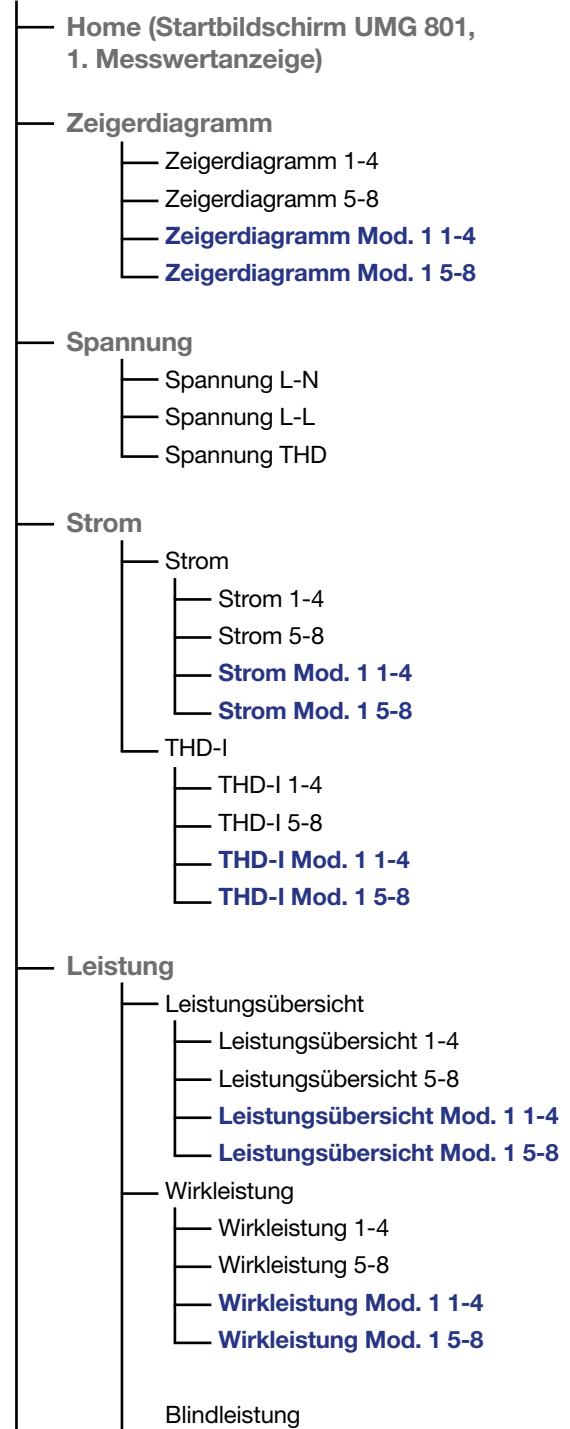 Home (Startbildschirm UMG 801,
1. Messwertanzeige)
Zeigerdiagramm
Zeigerdiagramm 1-4
Zeigerdiagramm 5-8
Zeigerdiagramm Mod. 1 1-4
Zeigerdiagramm Mod. 1 5-8
Spannung
Spannung L-N
Spannung L-L
Spannung THD
Strom
Strom
Strom 1-4
Strom 5-8
Strom Mod. 1 1-4
Strom Mod. 1 5-8
THD-I
THD-I 1-4
THD-I 5-8
THD-I Mod. 1 1-4
THD-I Mod. 1 5-8
Leistung
Leistungsübersicht
Leistungsübersicht 1-4
Leistungsübersicht 5-8
Leistungsübersicht Mod. 1 1-4
Leistungsübersicht Mod. 1 5-8
Wirkleistung
Wirkleistung 1-4
Wirkleistung 5-8
Wirkleistung Mod. 1 1-4
Wirkleistung Mod. 1 5-8
Blindleistung